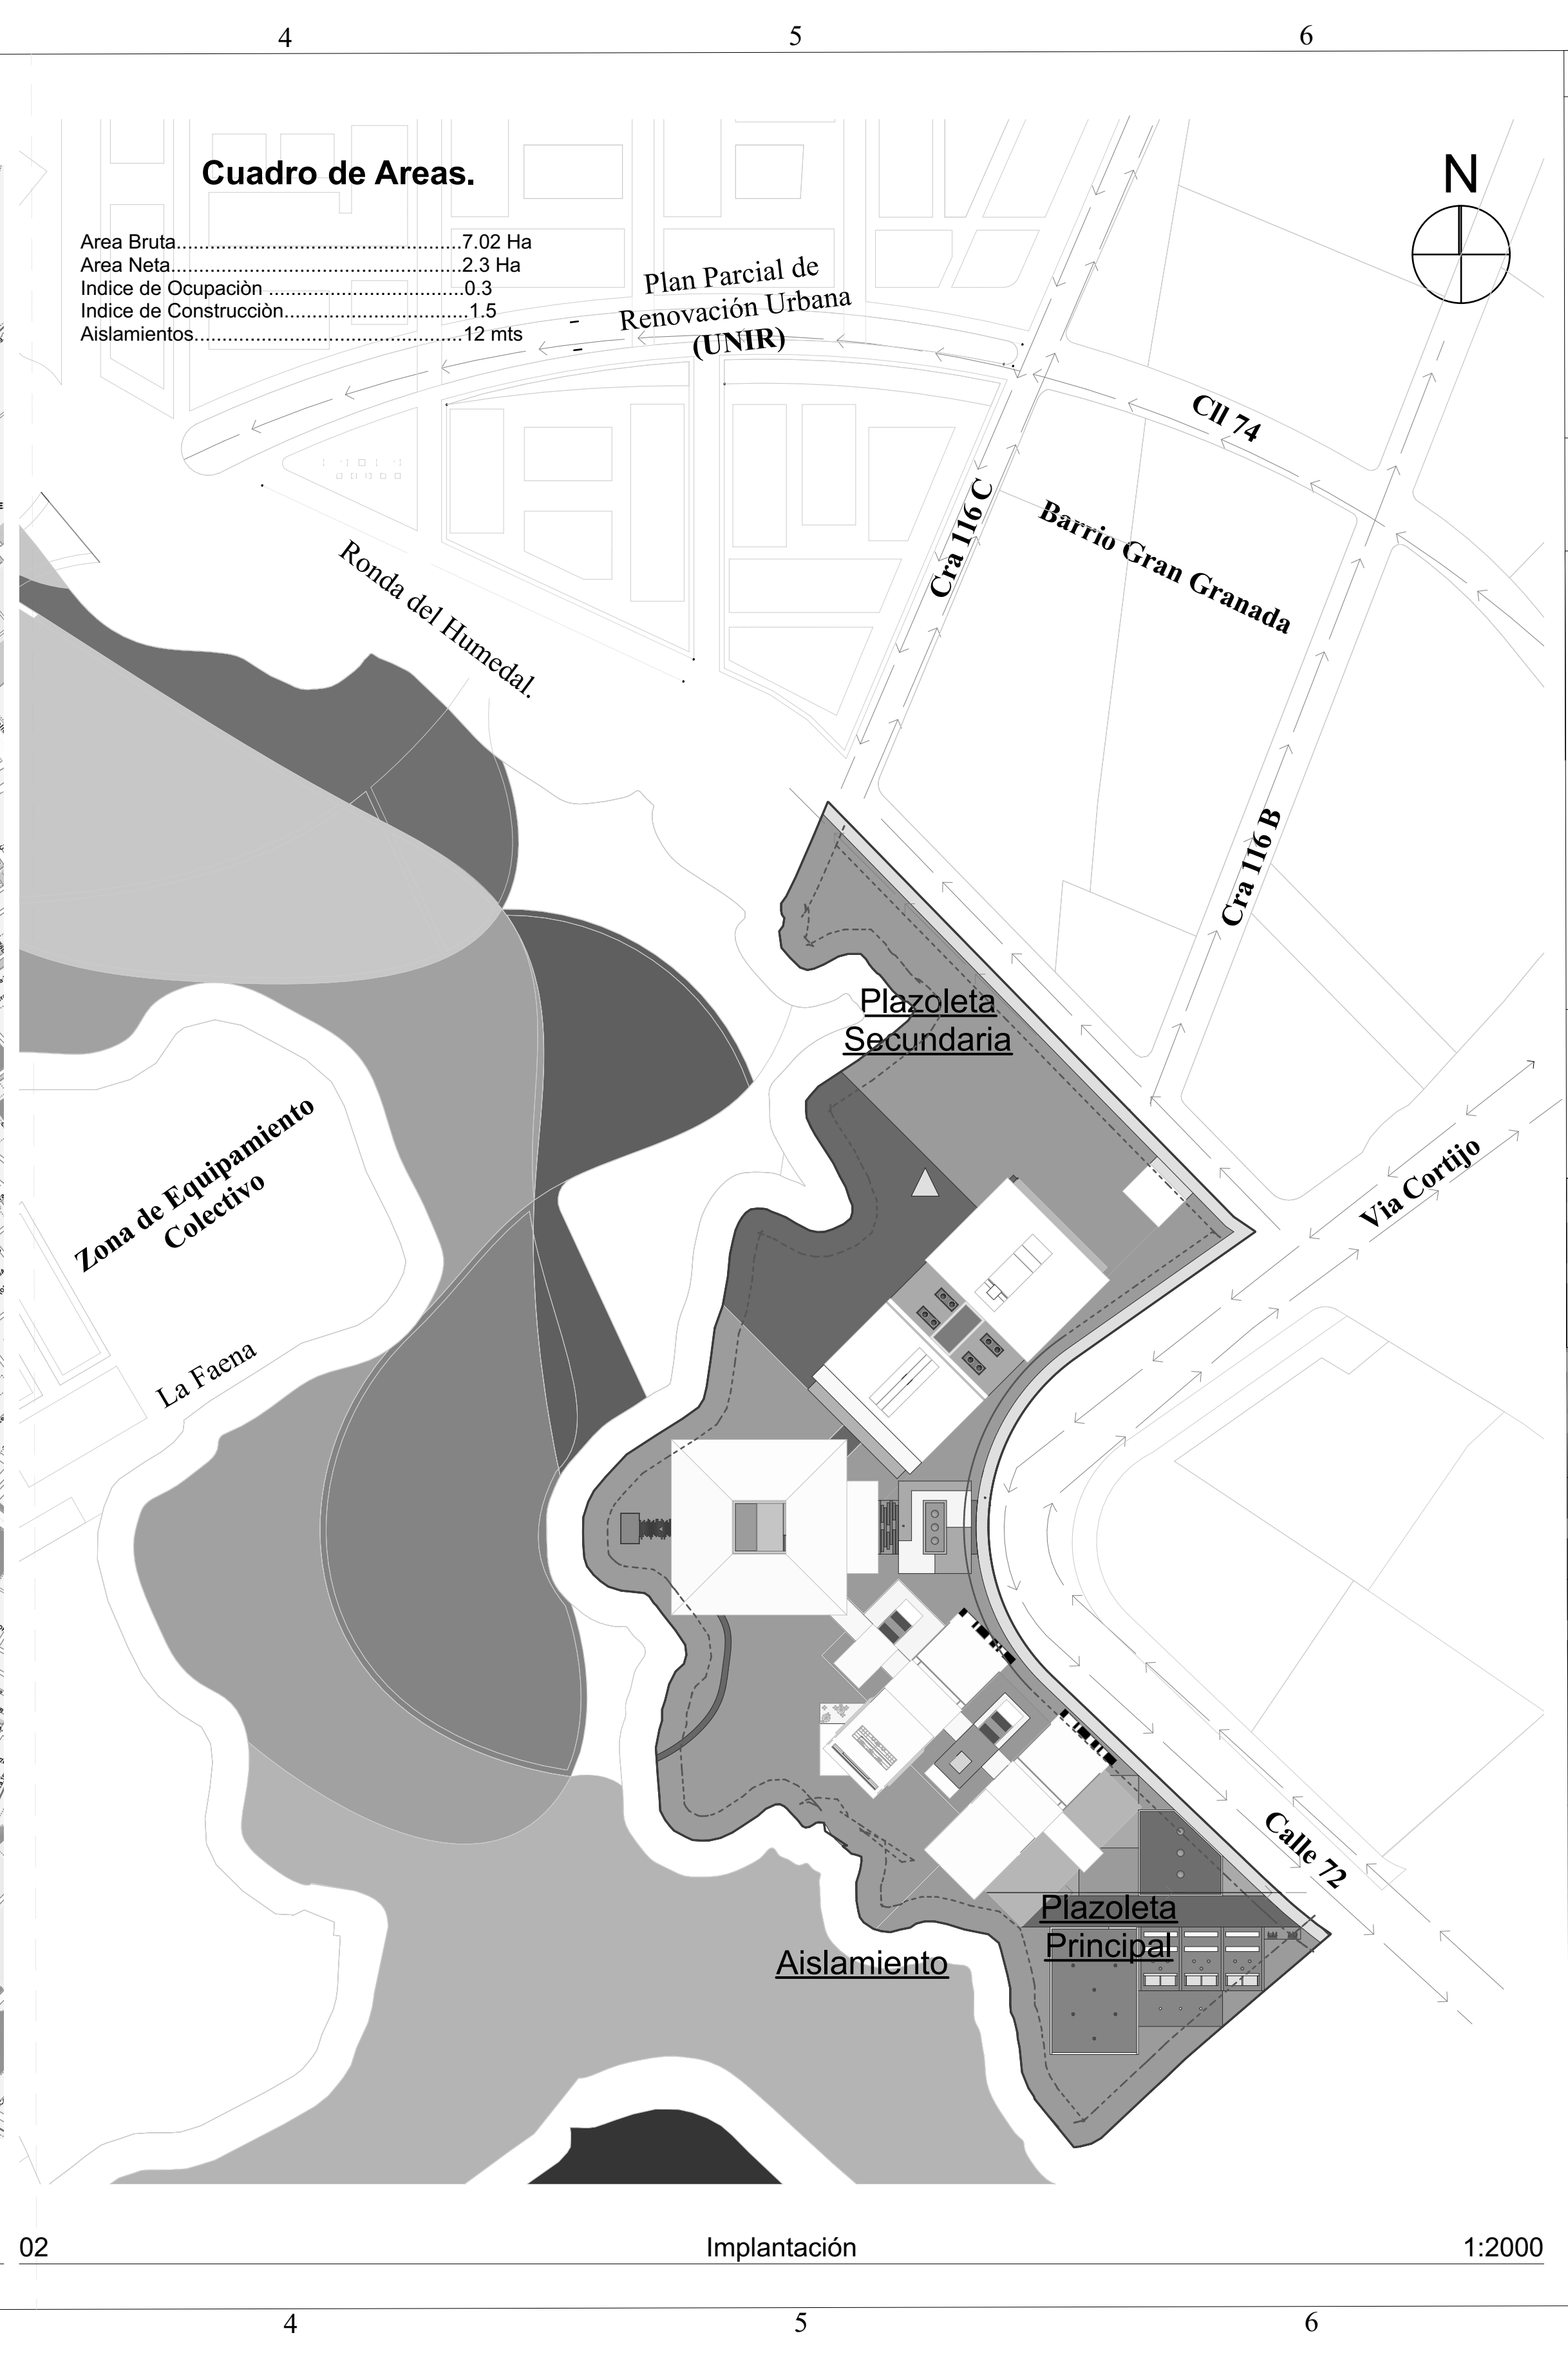 4
5
6
Cuadro de Areas.
N
Area Bruta...................................................7.02 Ha
Area Neta....................................................2.3 Ha
Indice de Ocupaciòn ...................................0.3
Indice de Construcciòn.................................1.5
Aislamientos................................................12 mts
Plan Parcial de
Renovación Urbana
(UNIR)
Cll 74
Cra 116 C
Barrio Gran Granada
Ronda del Humedal.
Cra 116 B
Plazoleta
Secundaria
Zona de Equipamiento
Colectivo
Via Cortijo
La Faena
Calle 72
Plazoleta
Principal
Aislamiento
02
Implantación
1:2000
4
5
6